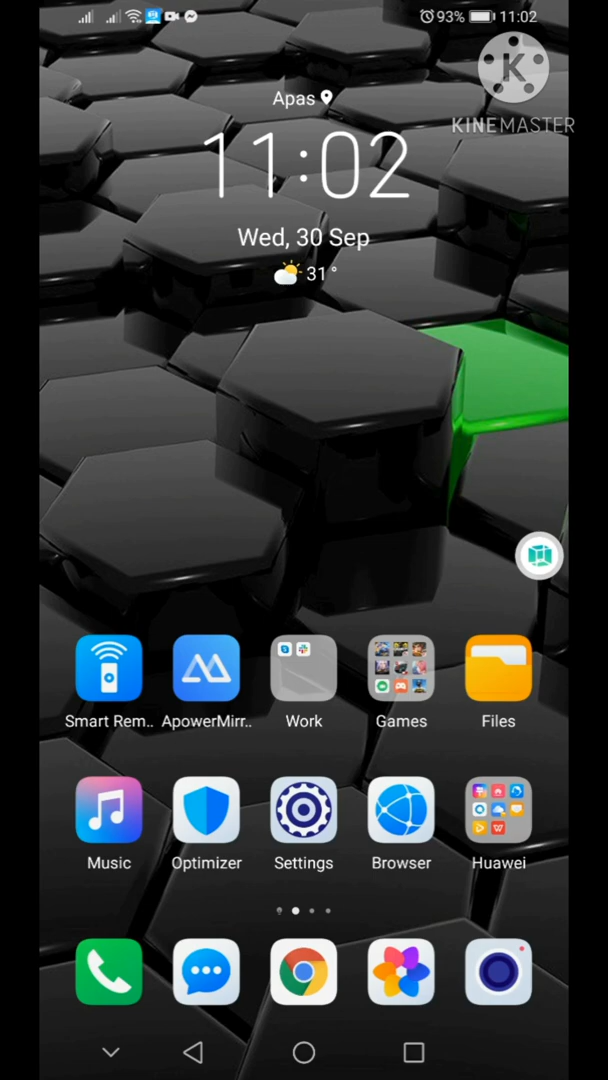 93% 11:02
K
KINEMASTER
Apas
11:02
Wed, 30 Sep
31°
Smart Rem..
ApowerMirr..
Work
Games
Files
Music
Optimizer
Settings
Browser
Huawei